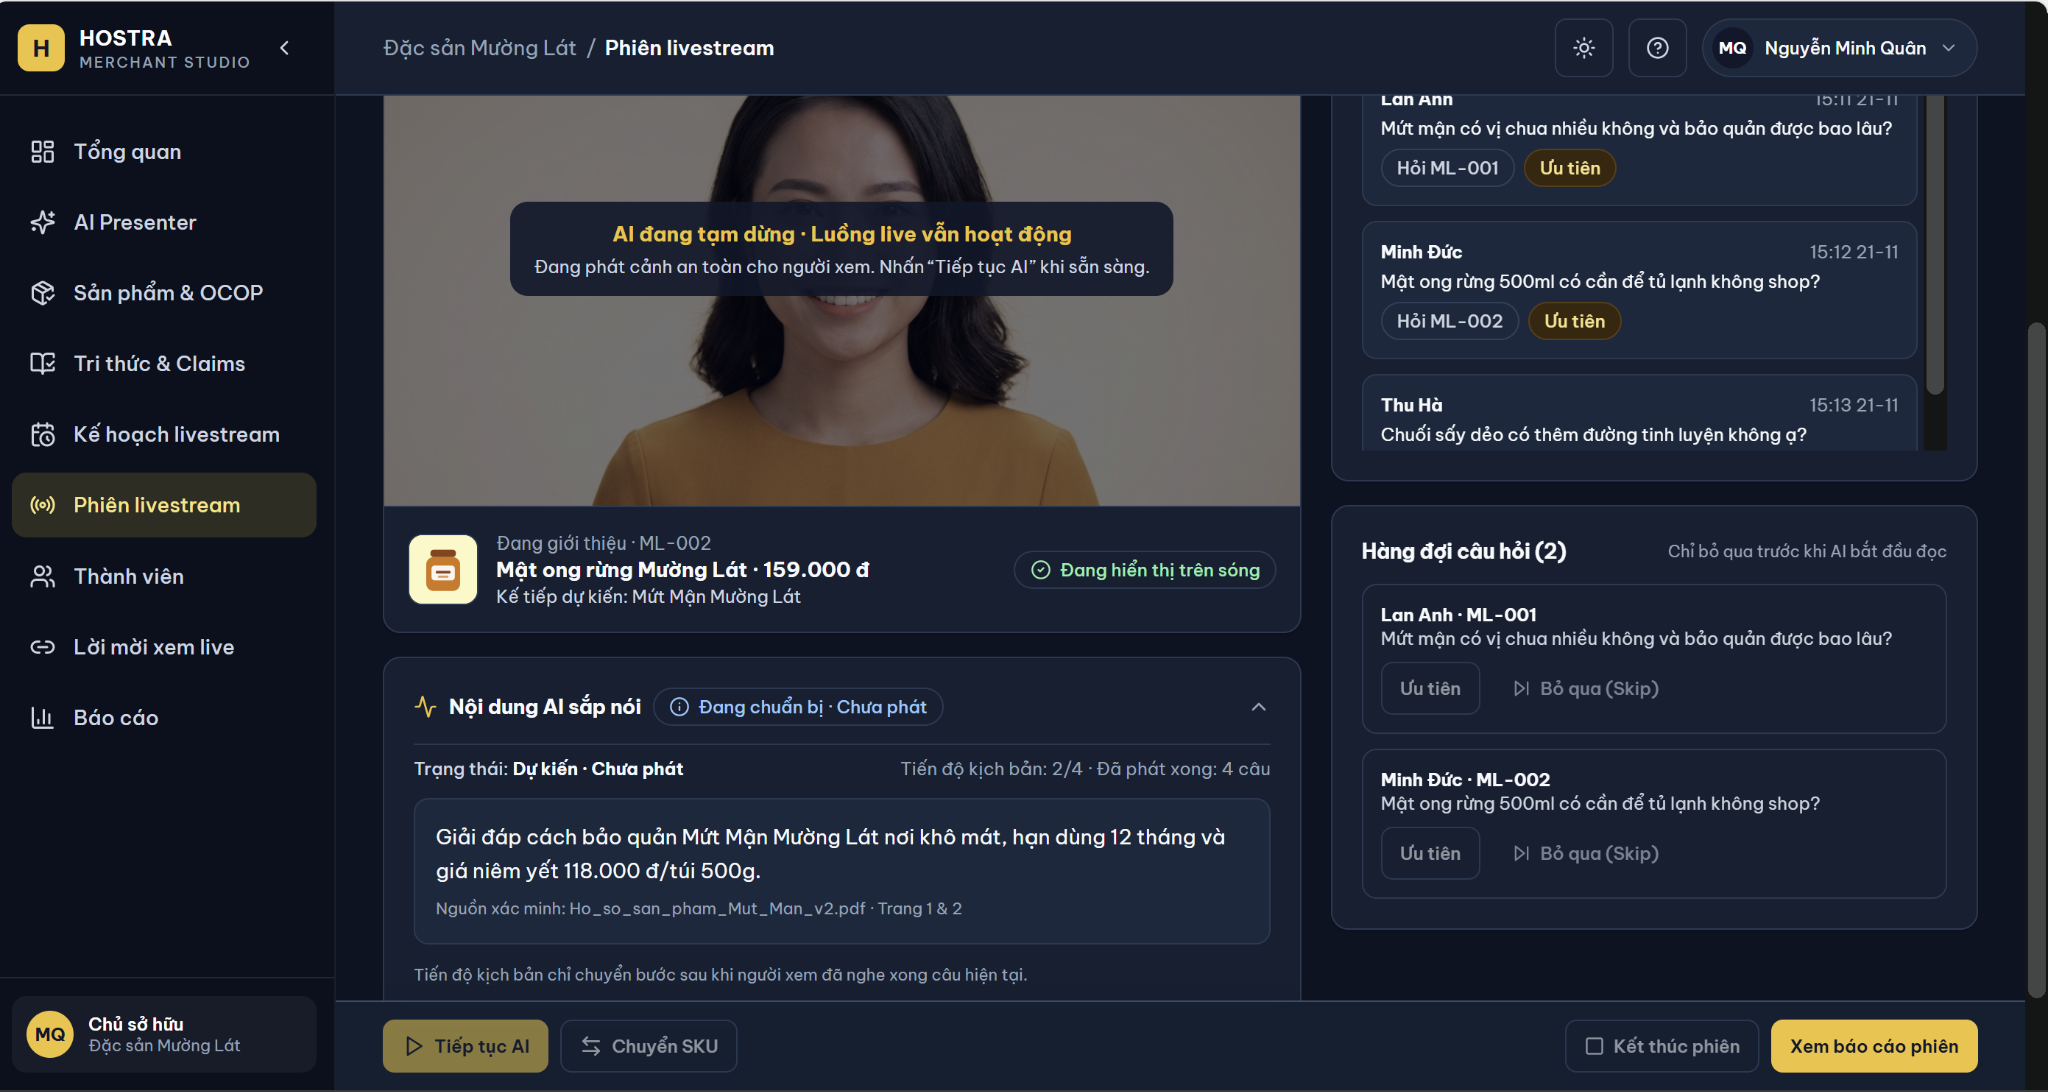 H
HOSTRA
MERCHANT STUDIO
Đặc sản Mường Lát / Phiên livestream
MQ
Nguyễn Minh Quân
Tổng quan
AI Presenter
Sản phẩm & OCOP
Tri thức & Claims
Kế hoạch livestream
Phiên livestream
Thành viên
Lời mời xem live
Báo cáo
MQ
Chủ sở hữu
Đặc sản Mường Lát
AI đang tạm dừng · Luồng live vẫn hoạt động
Đang phát cảnh an toàn cho người xem. Nhấn “Tiếp tục AI” khi sẵn sàng.
Đang giới thiệu · ML-002
Mật ong rừng Mường Lát · 159.000 đ
Kế tiếp dự kiến: Mứt Mận Mường Lát
Đang hiển thị trên sóng
Nội dung AI sắp nói
Đang chuẩn bị · Chưa phát
Trạng thái: Dự kiến · Chưa phát
Tiến độ kịch bản: 2/4 · Đã phát xong: 4 câu
Giải đáp cách bảo quản Mứt Mận Mường Lát nơi khô mát, hạn dùng 12 tháng và
giá niêm yết 118.000 đ/túi 500g.
Nguồn xác minh: Ho_so_san_pham_Mut_Man_v2.pdf · Trang 1 & 2
Tiến độ kịch bản chỉ chuyển bước sau khi người xem đã nghe xong câu hiện tại.
Lan Anh
15:11 21-11
Mứt mận có vị chua nhiều không và bảo quản được bao lâu?
Hỏi ML-001
Ưu tiên
Minh Đức
15:12 21-11
Mật ong rừng 500ml có cần để tủ lạnh không shop?
Hỏi ML-002
Ưu tiên
Thu Hà
15:13 21-11
Chuối sấy dẻo có thêm đường tinh luyện không ạ?
Hàng đợi câu hỏi (2)
Chỉ bỏ qua trước khi AI bắt đầu đọc
Lan Anh · ML-001
Mứt mận có vị chua nhiều không và bảo quản được bao lâu?
Ưu tiên
Bỏ qua (Skip)
Minh Đức · ML-002
Mật ong rừng 500ml có cần để tủ lạnh không shop?
Ưu tiên
Bỏ qua (Skip)
Tiếp tục AI
Chuyển SKU
Kết thúc phiên
Xem báo cáo phiên